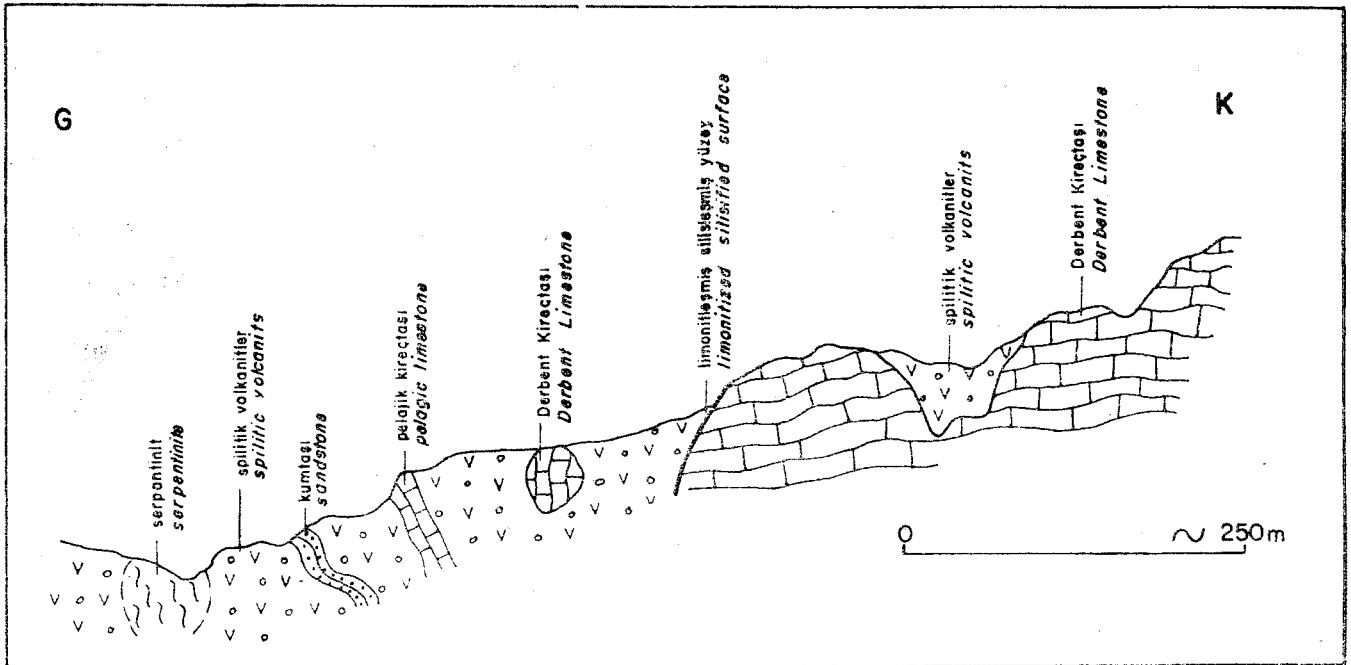 G
K
serpantinit
serpentinite
spilitik volkanitler
spilitic volcanits
kumtaşı
sandstone
pelajik kireçtaşı
pelagic limestone
Derbent Kireçtaşı
Derbent Limestone
limonitleşmiş silisleşmiş yüzey
limonitized silisified surface
spilitik volkanitler
spilitic volcanits
Derbent Kireçtaşı
Derbent Limestone
0 ~ 250m